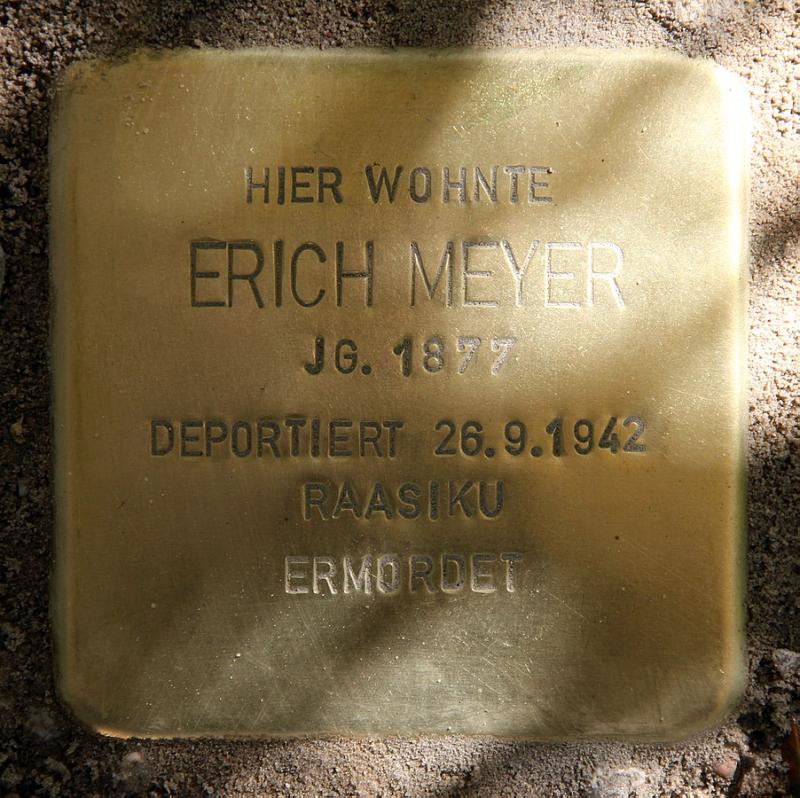 HIER WOHNTE
ERICH MEYER
JG. 1877
DEPORTIERT 26.9.1942
RAASIKU
ERMORDET